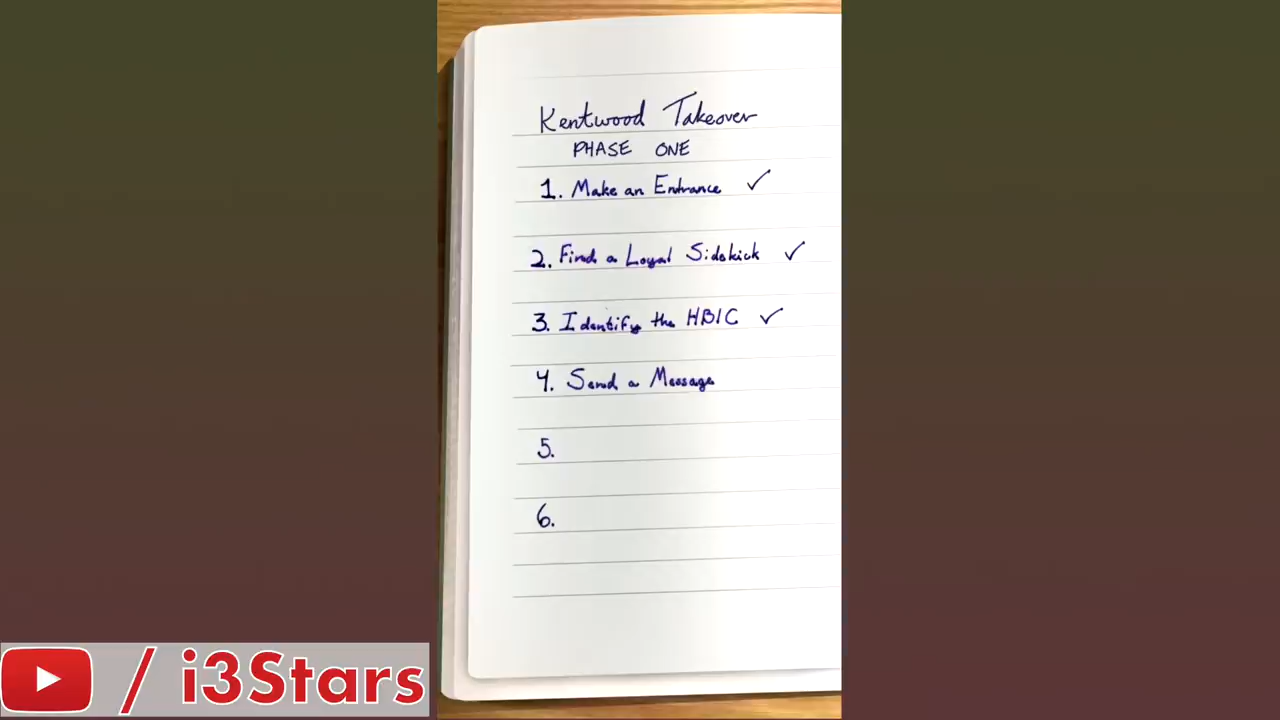 Kentwood Takeover
PHASE ONE
1. Make an Entrance ✓
2. Find a Loyal Sidekick ✓
3. Identify the HBIC ✓
4. Send a Message
5.
6.
/ i3Stars